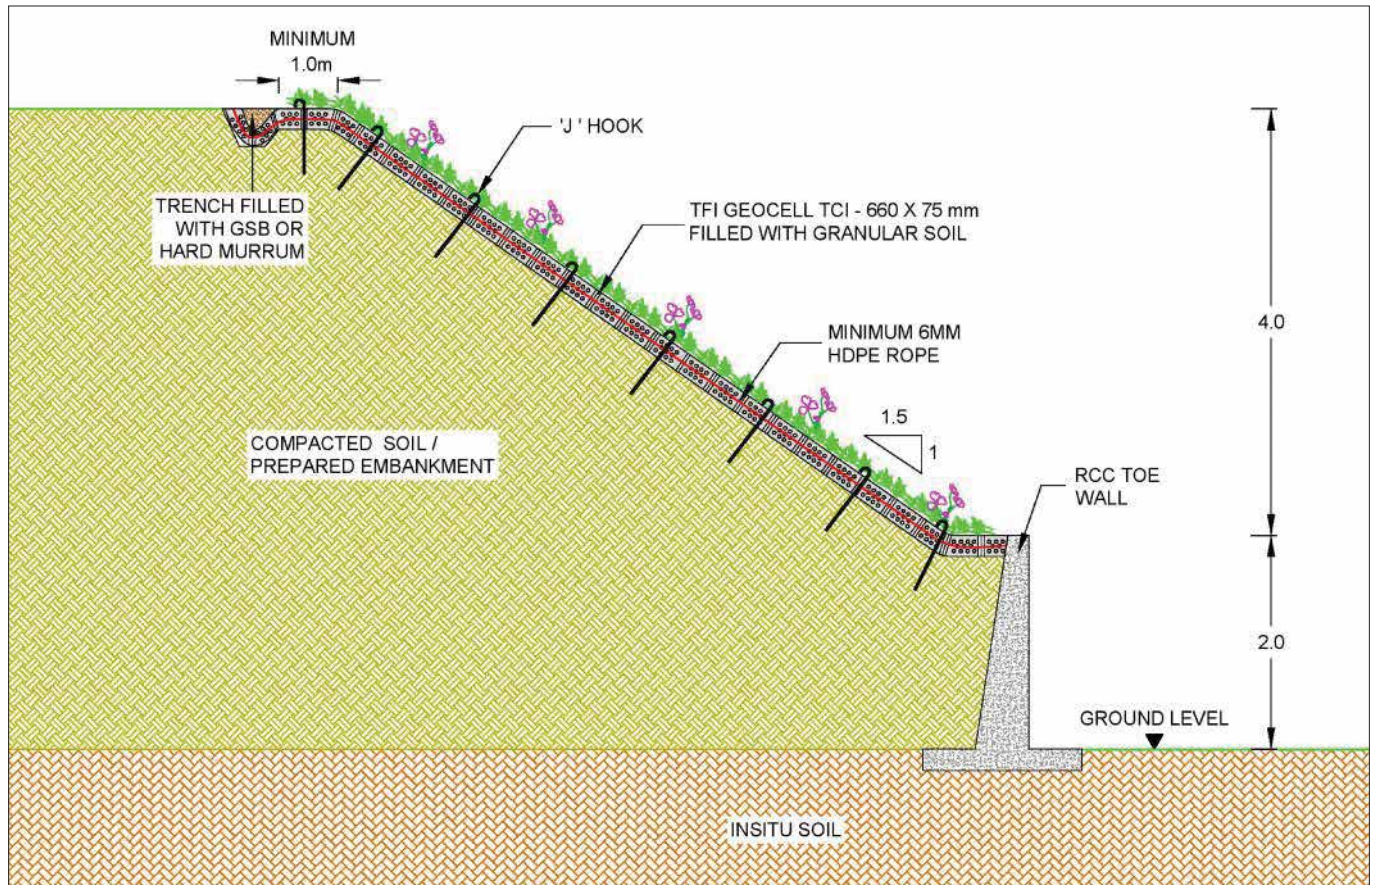 MINIMUM
1.0m
'J ' HOOK
TRENCH FILLED
WITH GSB OR
HARD MURRUM
TFI GEOCELL TCI - 660 X 75 mm
FILLED WITH GRANULAR SOIL
4.0
MINIMUM 6MM
HDPE ROPE
1.5
1
COMPACTED SOIL /
PREPARED EMBANKMENT
RCC TOE
WALL
2.0
GROUND LEVEL
INSITU SOIL